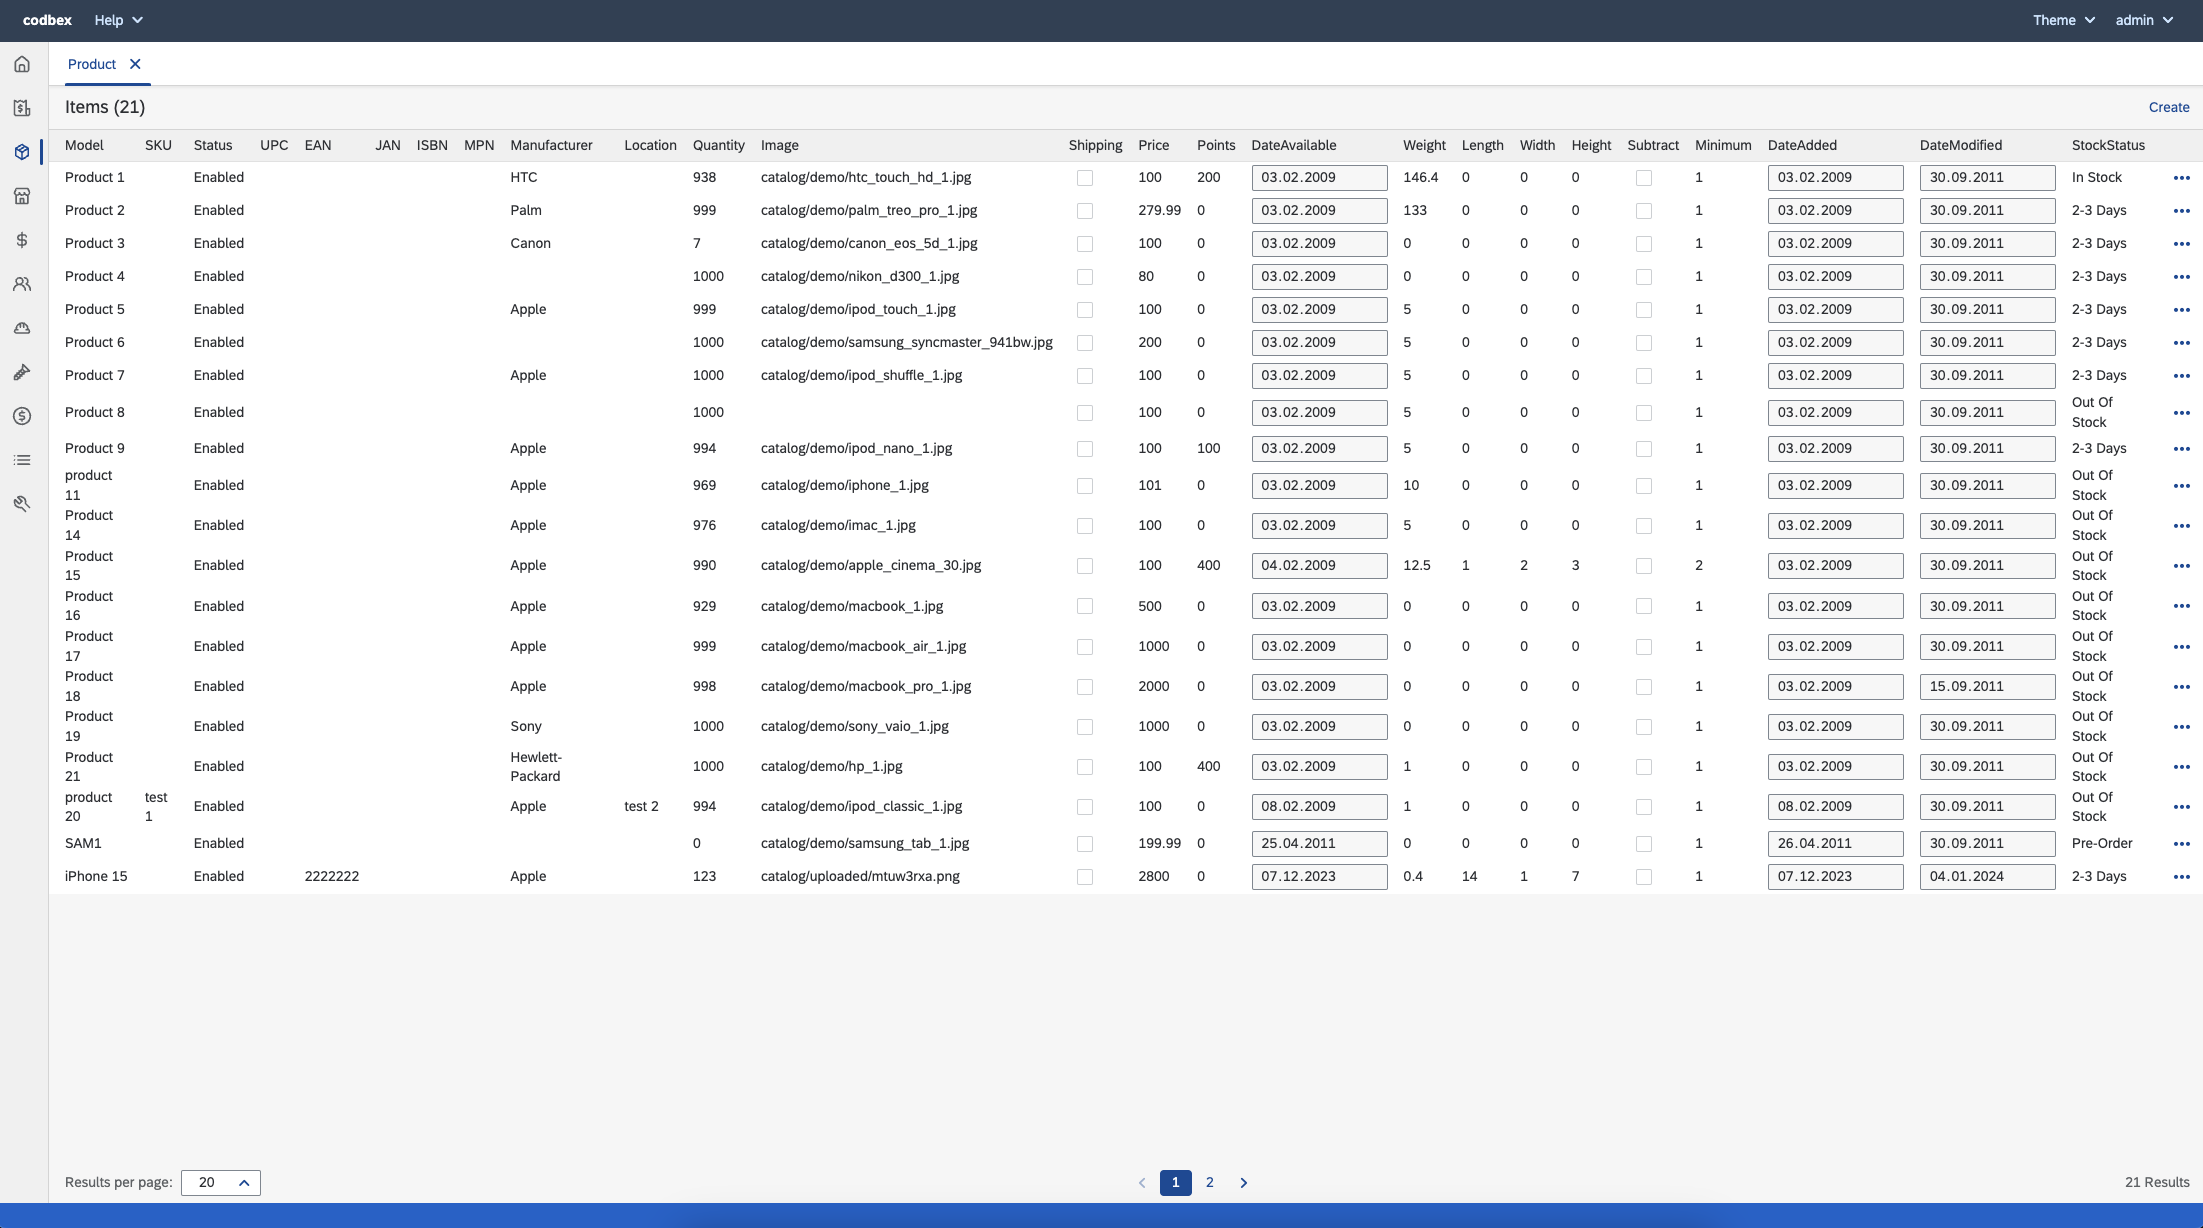 codbex Help Theme admin
Product
Items (21) Create
Model SKU Status UPC EAN JAN ISBN MPN Manufacturer Location Quantity Image Shipping Price Points DateAvailable Weight Length Width Height Subtract Minimum DateAdded DateModified StockStatus
Product 1 Enabled HTC 938 catalog/demo/htc_touch_hd_1.jpg 100 200 03.02.2009 146.4 0 0 0 1 03.02.2009 30.09.2011 In Stock
Product 2 Enabled Palm 999 catalog/demo/palm_treo_pro_1.jpg 279.99 0 03.02.2009 133 0 0 0 1 03.02.2009 30.09.2011 2-3 Days
Product 3 Enabled Canon 7 catalog/demo/canon_eos_5d_1.jpg 100 0 03.02.2009 0 0 0 0 1 03.02.2009 30.09.2011 2-3 Days
Product 4 Enabled 1000 catalog/demo/nikon_d300_1.jpg 80 0 03.02.2009 0 0 0 0 1 03.02.2009 30.09.2011 2-3 Days
Product 5 Enabled Apple 999 catalog/demo/ipod_touch_1.jpg 100 0 03.02.2009 5 0 0 0 1 03.02.2009 30.09.2011 2-3 Days
Product 6 Enabled 1000 catalog/demo/samsung_syncmaster_941bw.jpg 200 0 03.02.2009 5 0 0 0 1 03.02.2009 30.09.2011 2-3 Days
Product 7 Enabled Apple 1000 catalog/demo/ipod_shuffle_1.jpg 100 0 03.02.2009 5 0 0 0 1 03.02.2009 30.09.2011 2-3 Days
Product 8 Enabled 1000 100 0 03.02.2009 5 0 0 0 1 03.02.2009 30.09.2011 Out Of Stock
Product 9 Enabled Apple 994 catalog/demo/ipod_nano_1.jpg 100 100 03.02.2009 5 0 0 0 1 03.02.2009 30.09.2011 2-3 Days
product 11 Enabled Apple 969 catalog/demo/iphone_1.jpg 101 0 03.02.2009 10 0 0 0 1 03.02.2009 30.09.2011 Out Of Stock
Product 14 Enabled Apple 976 catalog/demo/imac_1.jpg 100 0 03.02.2009 5 0 0 0 1 03.02.2009 30.09.2011 Out Of Stock
Product 15 Enabled Apple 990 catalog/demo/apple_cinema_30.jpg 100 400 04.02.2009 12.5 1 2 3 2 03.02.2009 30.09.2011 Out Of Stock
Product 16 Enabled Apple 929 catalog/demo/macbook_1.jpg 500 0 03.02.2009 0 0 0 0 1 03.02.2009 30.09.2011 Out Of Stock
Product 17 Enabled Apple 999 catalog/demo/macbook_air_1.jpg 1000 0 03.02.2009 0 0 0 0 1 03.02.2009 30.09.2011 Out Of Stock
Product 18 Enabled Apple 998 catalog/demo/macbook_pro_1.jpg 2000 0 03.02.2009 0 0 0 0 1 03.02.2009 15.09.2011 Out Of Stock
Product 19 Enabled Sony 1000 catalog/demo/sony_vaio_1.jpg 1000 0 03.02.2009 0 0 0 0 1 03.02.2009 30.09.2011 Out Of Stock
Product 21 Enabled Hewlett-Packard 1000 catalog/demo/hp_1.jpg 100 400 03.02.2009 1 0 0 0 1 03.02.2009 30.09.2011 Out Of Stock
product 20 test 1 Enabled Apple test 2 994 catalog/demo/ipod_classic_1.jpg 100 0 08.02.2009 1 0 0 0 1 08.02.2009 30.09.2011 Out Of Stock
SAM1 Enabled 0 catalog/demo/samsung_tab_1.jpg 199.99 0 25.04.2011 0 0 0 0 1 26.04.2011 30.09.2011 Pre-Order
iPhone 15 Enabled 2222222 Apple 123 catalog/uploaded/mtuw3rxa.png 2800 0 07.12.2023 0.4 14 1 7 1 07.12.2023 04.01.2024 2-3 Days
Results per page: 20 1 2 21 Results